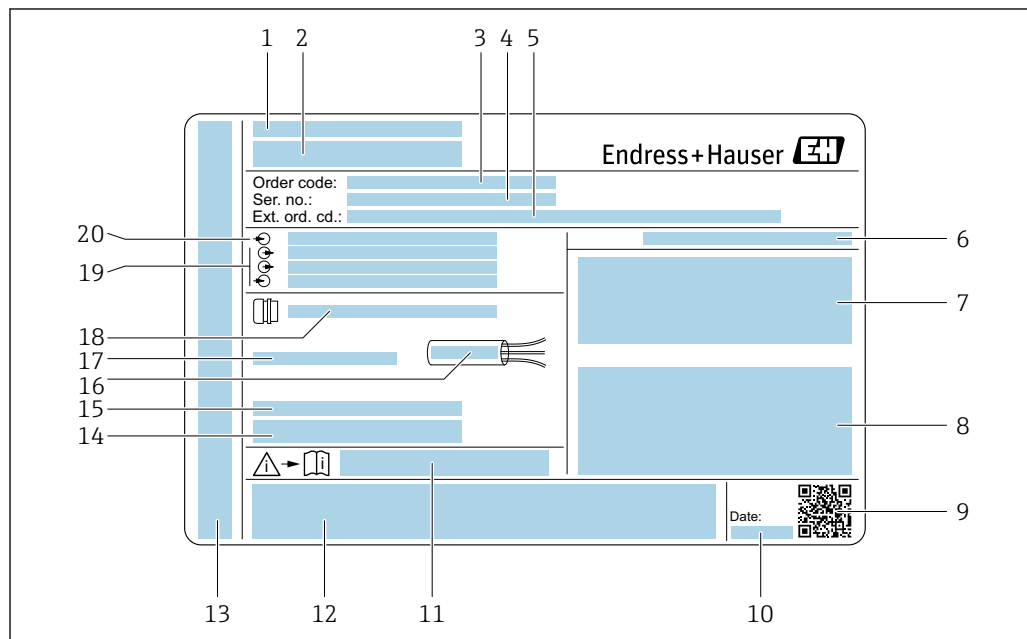 1 2 3 4 5
Endress+Hauser EH
Order code:
Ser. no.:
Ext. ord. cd.:
20
19
6
7
18
17
16
15
14
8
i i
Date:
9
13 12 11 10